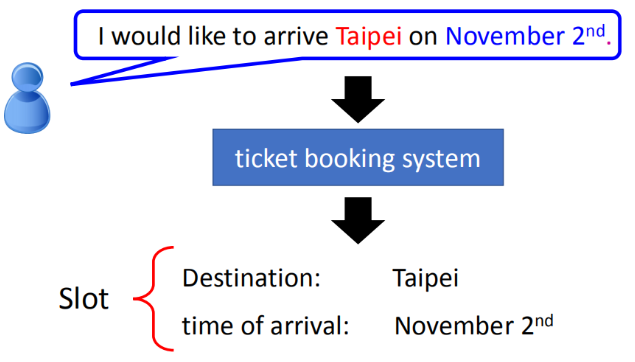 I would like to arrive Taipei on November 2nd.
ticket booking system
Destination: Taipei
Slot
time of arrival: November 2nd